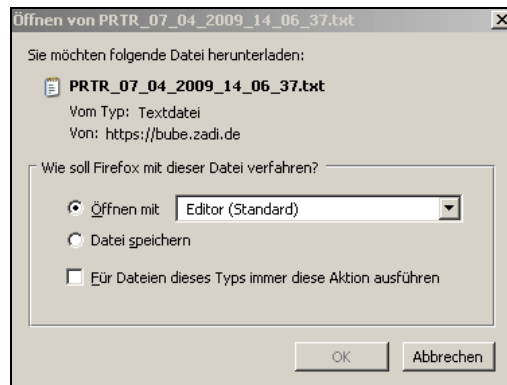 Öffnen von PRTR_07_04_2009_14_06_37.txt
Sie möchten folgende Datei herunterladen:
PRTR_07_04_2009_14_06_37.txt
Vom Typ: Textdatei
Von: https://bube.zadi.de
Wie soll Firefox mit dieser Datei verfahren?
Öffnen mit Editor (Standard)
Datei speichern
Für Dateien dieses Typs immer diese Aktion ausführen
OK Abbrechen